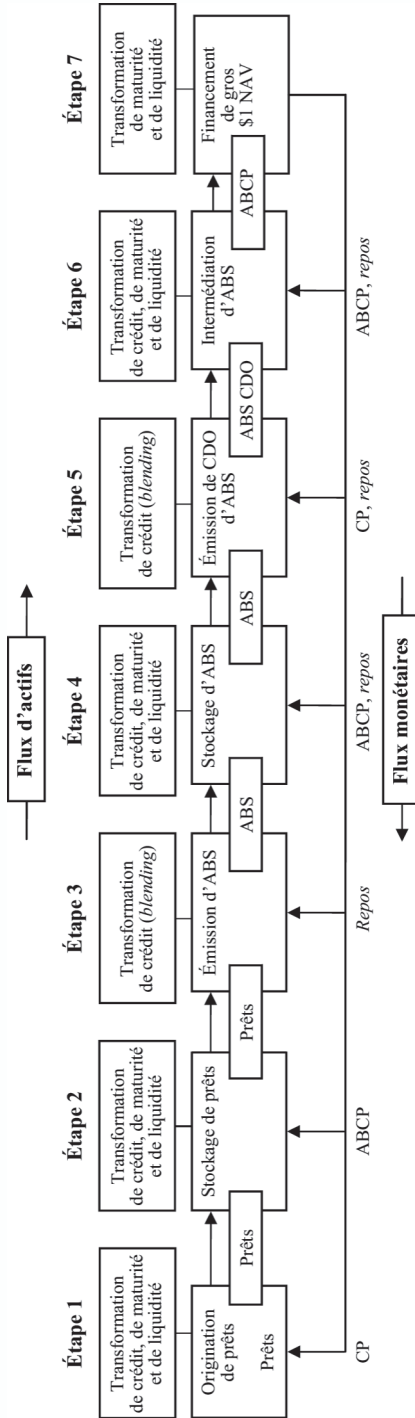 Flux d'actifs
Étape 1
Étape 2
Étape 3
Étape 4
Étape 5
Étape 6
Étape 7
Transformation
de crédit, de maturité
et de liquidité
Transformation
de crédit, de maturité
et de liquidité
Transformation
de crédit (blending)
Transformation
de crédit, de maturité
et de liquidité
Transformation
de crédit (blending)
Transformation
de crédit, de maturité
et de liquidité
Transformation
de maturité
et de liquidité
Origination
de prêts
Prêts
Prêts
Stockage de prêts
Prêts
Émission d'ABS
ABS
Stockage d'ABS
ABS
Émission de CDO
d'ABS
ABS CDO
Intermédiation
d'ABS
ABCP
Financement
de gros
$1 NAV
CP
ABCP
Repos
ABCP, repos
CP, repos
ABCP, repos
Flux monétaires